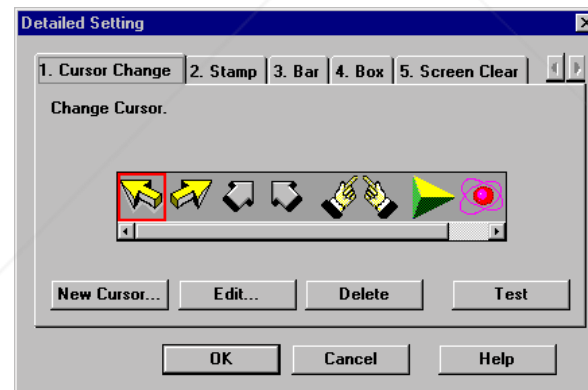 Detailed Setting
1. Cursor Change 2. Stamp 3. Bar 4. Box 5. Screen Clear
Change Cursor.
New Cursor... Edit... Delete Test
OK Cancel Help